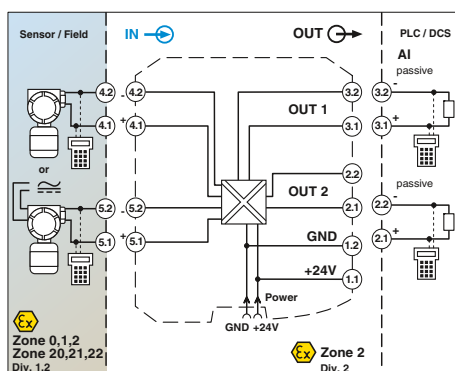 Sensor / Field
IN
OUT
PLC / DCS
AI
4.2 - 4.2
3.2 3.2 -
passive
OUT 1
4.1 + 4.1
3.1 3.1 +
or
2.2
passive
OUT 2
5.2 - 5.2
2.1 2.2 -
GND
5.1 + 5.1
1.2 2.1 +
+24V
1.1
Power
GND +24V
Ex
Zone 0,1,2
Zone 20,21,22
Div. 1,2
Ex
Zone 2
Div. 2